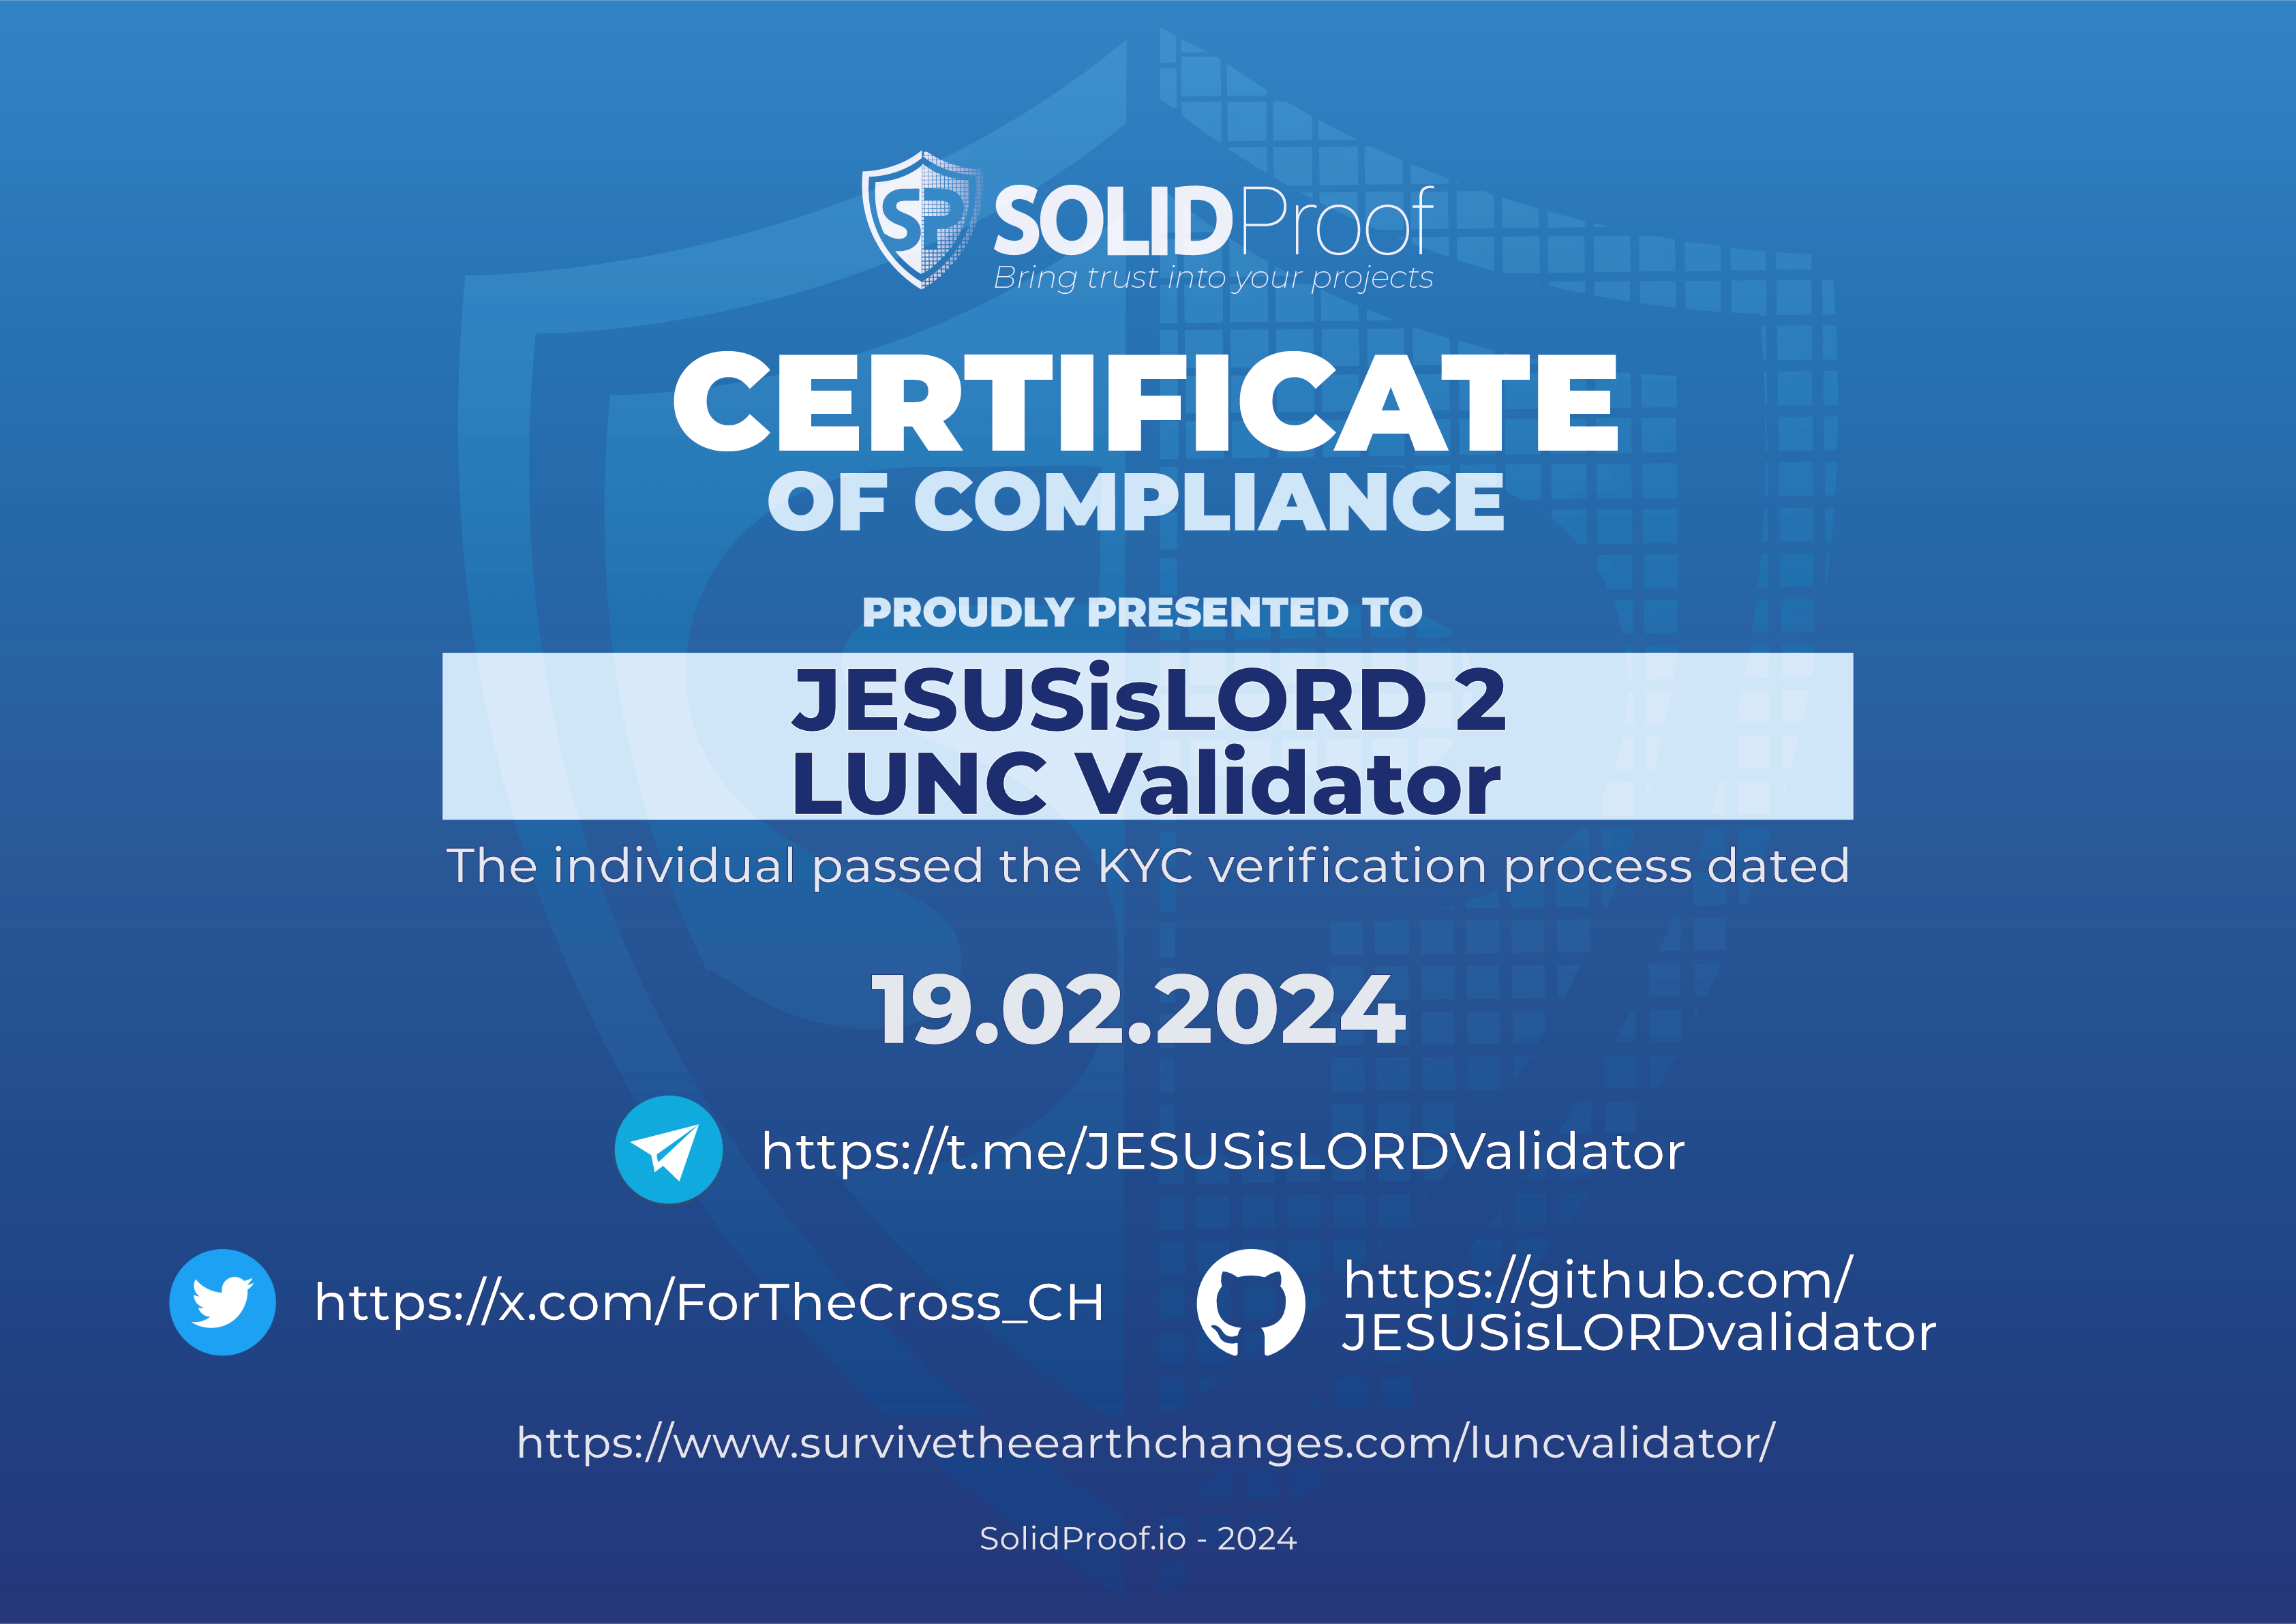 SP SOLIDProof
Bring trust into your projects
CERTIFICATE
OF COMPLIANCE
PROUDLY PRESENTED TO
JESUSisLORD 2
LUNC Validator
The individual passed the KYC verification process dated
19.02.2024
https://t.me/JESUSisLORDValidator
https://x.com/ForTheCross_CH
https://github.com/
JESUSisLORDvalidator
https://www.survivetheearthchanges.com/luncvalidator/
SolidProof.io - 2024